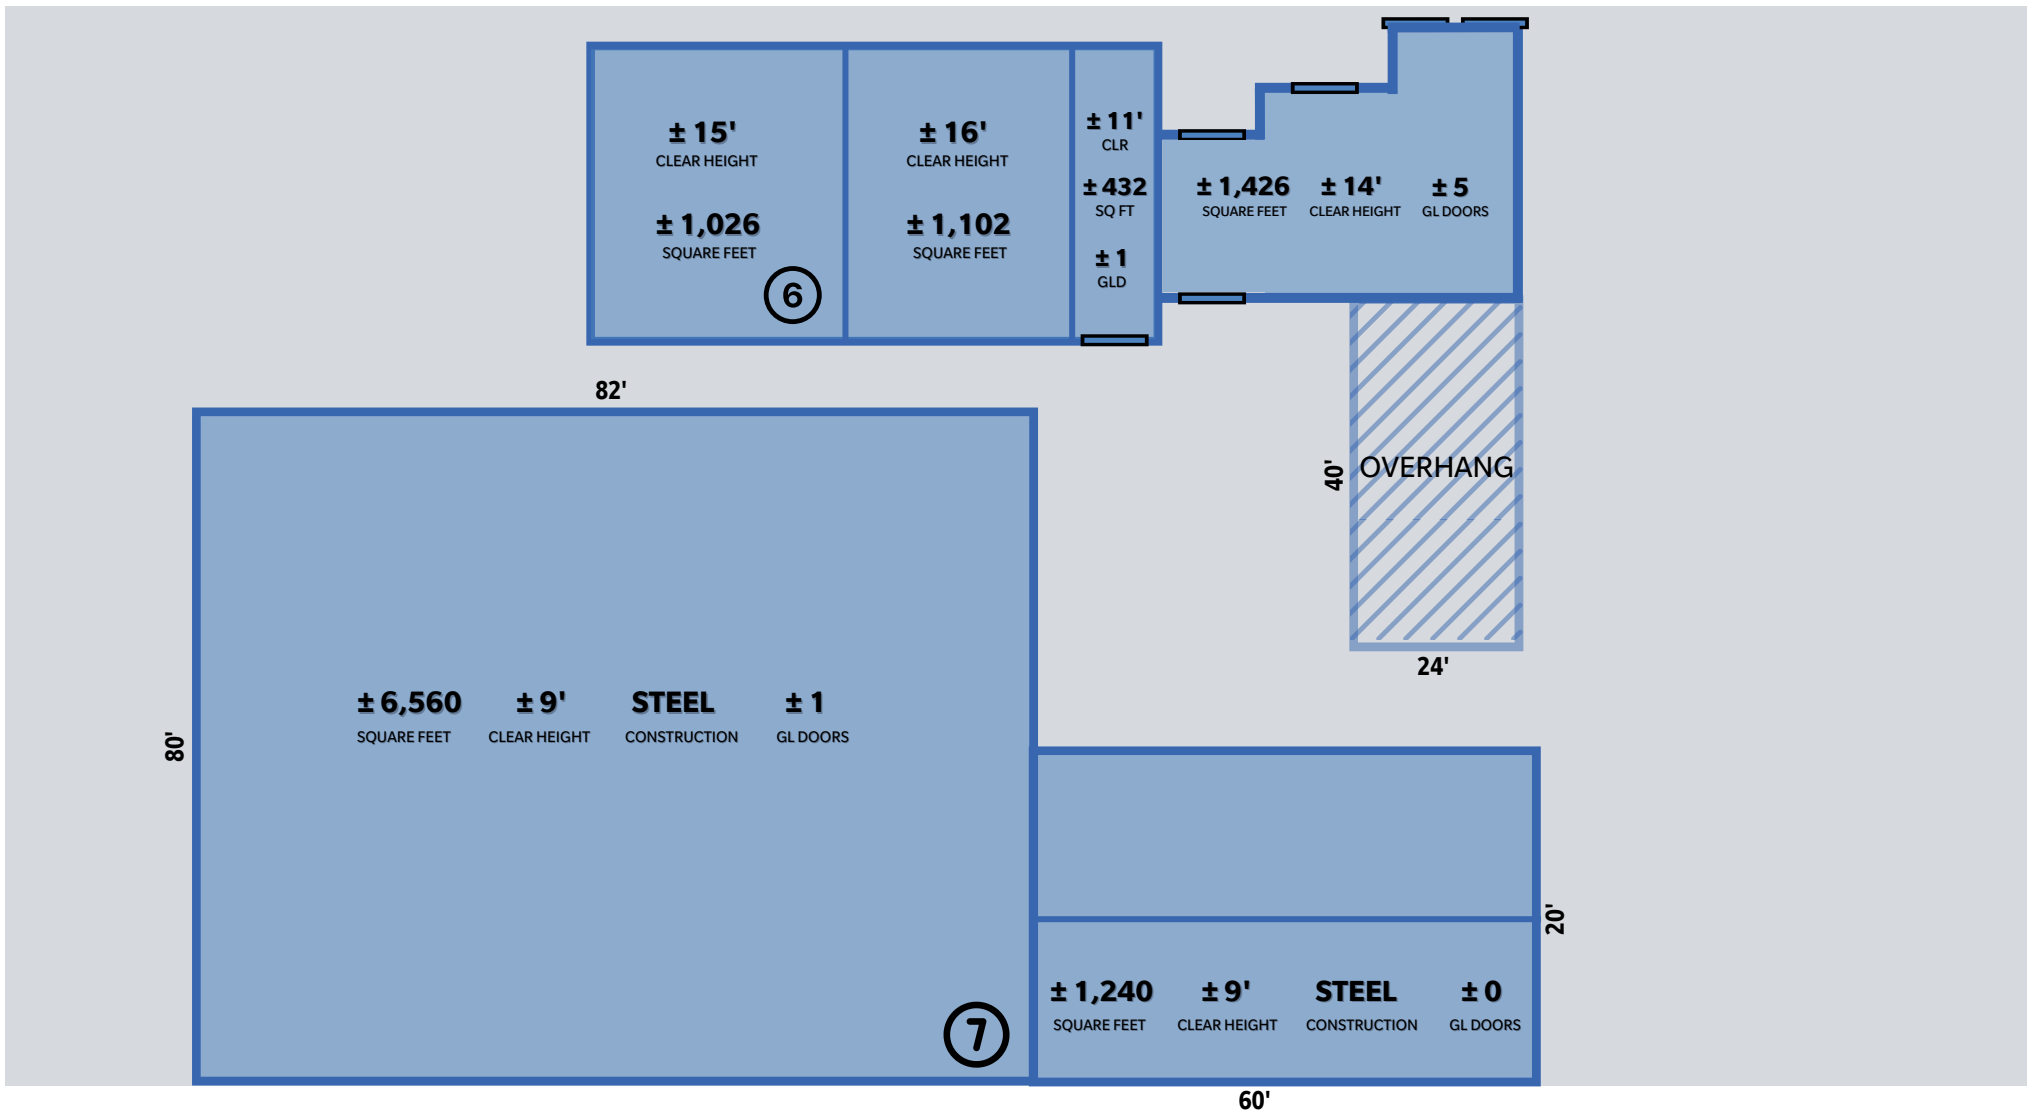 ± 15'
CLEAR HEIGHT
± 1,026
SQUARE FEET
6
± 16'
CLEAR HEIGHT
± 1,102
SQUARE FEET
± 11'
CLR
± 432
SQ FT
± 1
GLD
± 1,426 ± 14' ± 5
SQUARE FEET CLEAR HEIGHT GL DOORS
82'
40'
OVERHANG
24'
80'
± 6,560 ± 9' STEEL ± 1
SQUARE FEET CLEAR HEIGHT CONSTRUCTION GL DOORS
7
20'
± 1,240 ± 9' STEEL ± 0
SQUARE FEET CLEAR HEIGHT CONSTRUCTION GL DOORS
60'